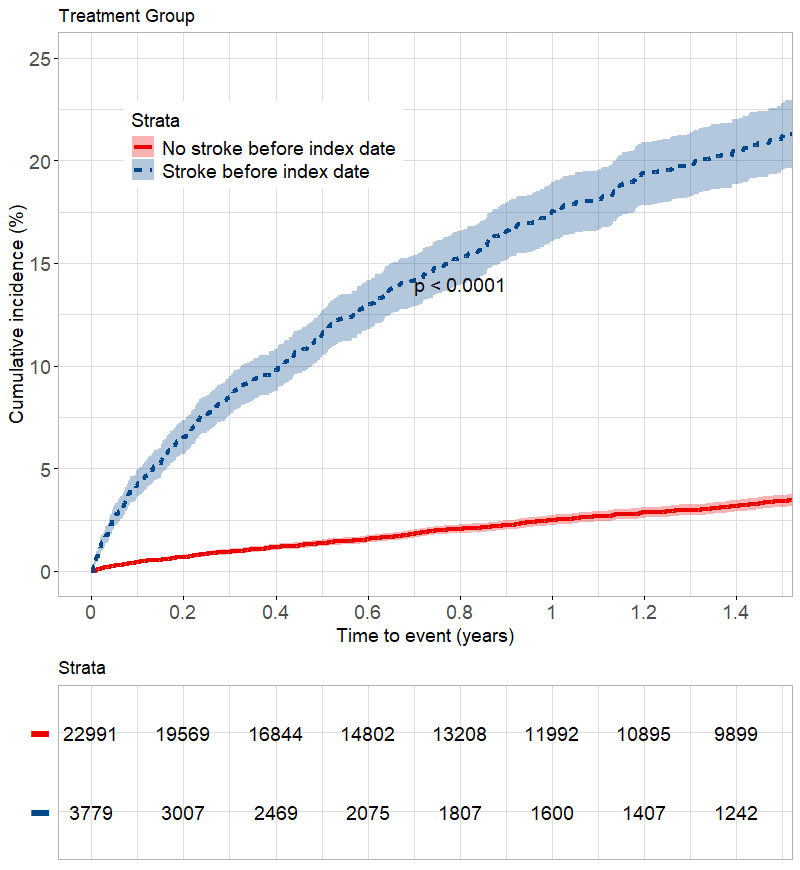 Treatment Group
25
20
15
10
5
0
Cumulative incidence (%)
Strata
No stroke before index date
Stroke before index date
p < 0.0001
0 0.2 0.4 0.6 0.8 1 1.2 1.4
Time to event (years)
Strata
22991 19569 16844 14802 13208 11992 10895 9899
3779 3007 2469 2075 1807 1600 1407 1242